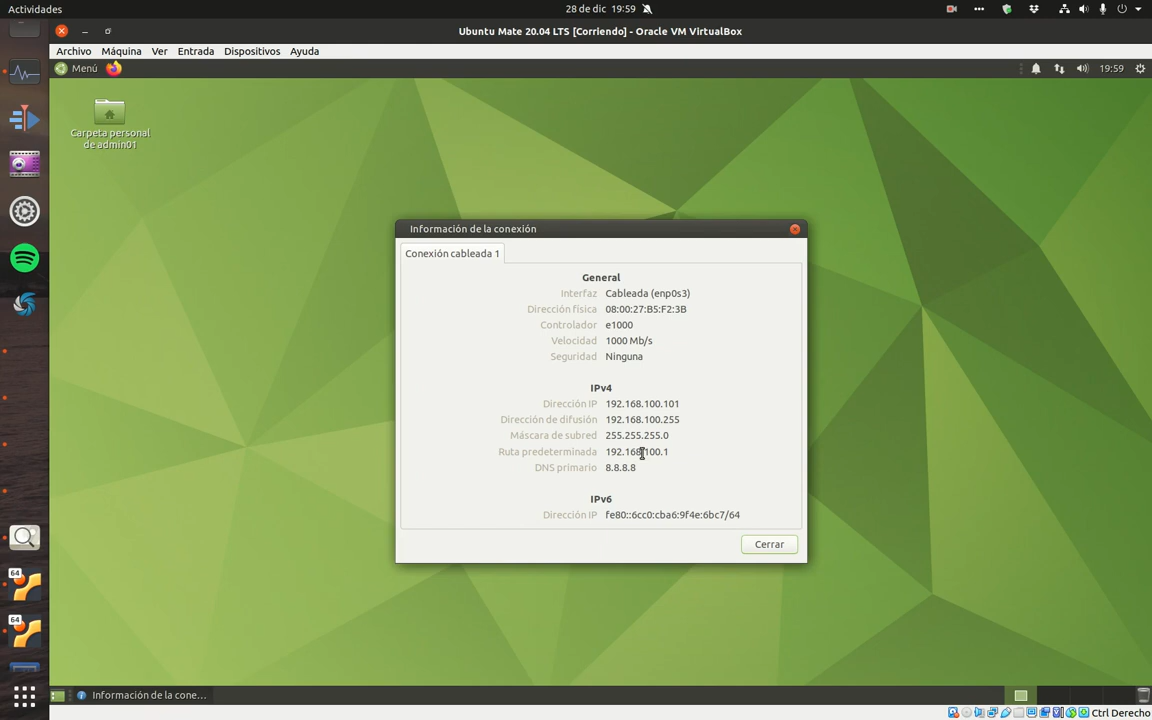 Actividades
28 de dic 19:59
Ubuntu Mate 20.04 LTS [Corriendo] - Oracle VM VirtualBox
Archivo Máquina Ver Entrada Dispositivos Ayuda
Menú
19:59
Carpeta personal
de admin01
Información de la conexión
Conexión cableada 1
General
Interfaz Cableada (enp0s3)
Dirección física 08:00:27:B5:F2:3B
Controlador e1000
Velocidad 1000 Mb/s
Seguridad Ninguna
IPv4
Dirección IP 192.168.100.101
Dirección de difusión 192.168.100.255
Máscara de subred 255.255.255.0
Ruta predeterminada 192.168.100.1
DNS primario 8.8.8.8
IPv6
Dirección IP fe80::6cc0:cba6:9f4e:6bc7/64
Cerrar
64
64
Información de la cone...
Ctrl Derecho